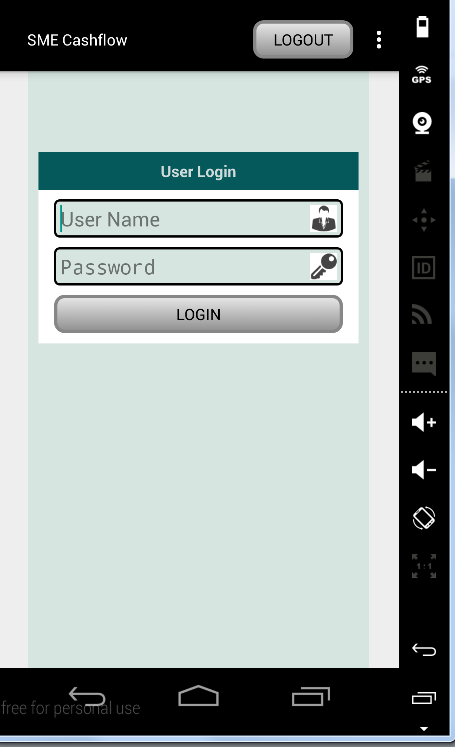 SME Cashflow
LOGOUT
GPS
User Login
User Name
Password
ID
LOGIN
1:1
free for personal use